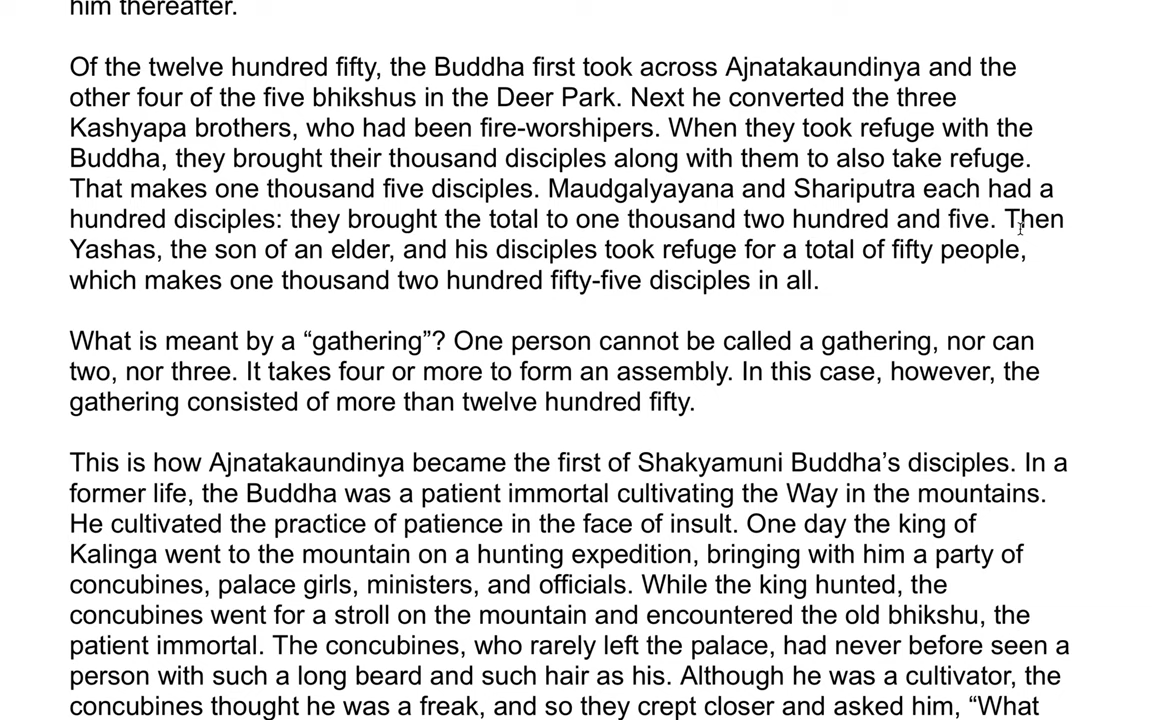 him thereafter.
Of the twelve hundred fifty, the Buddha first took across Ajnatakaundinya and the
other four of the five bhikshus in the Deer Park. Next he converted the three
Kashyapa brothers, who had been fire-worshipers. When they took refuge with the
Buddha, they brought their thousand disciples along with them to also take refuge.
That makes one thousand five disciples. Maudgalyayana and Shariputra each had a
hundred disciples: they brought the total to one thousand two hundred and five. Then
Yashas, the son of an elder, and his disciples took refuge for a total of fifty people,
which makes one thousand two hundred fifty-five disciples in all.
What is meant by a “gathering”? One person cannot be called a gathering, nor can
two, nor three. It takes four or more to form an assembly. In this case, however, the
gathering consisted of more than twelve hundred fifty.
This is how Ajnatakaundinya became the first of Shakyamuni Buddha’s disciples. In a
former life, the Buddha was a patient immortal cultivating the Way in the mountains.
He cultivated the practice of patience in the face of insult. One day the king of
Kalinga went to the mountain on a hunting expedition, bringing with him a party of
concubines, palace girls, ministers, and officials. While the king hunted, the
concubines went for a stroll on the mountain and encountered the old bhikshu, the
patient immortal. The concubines, who rarely left the palace, had never before seen a
person with such a long beard and such hair as his. Although he was a cultivator, the
concubines thought he was a freak, and so they crept closer and asked him, “What